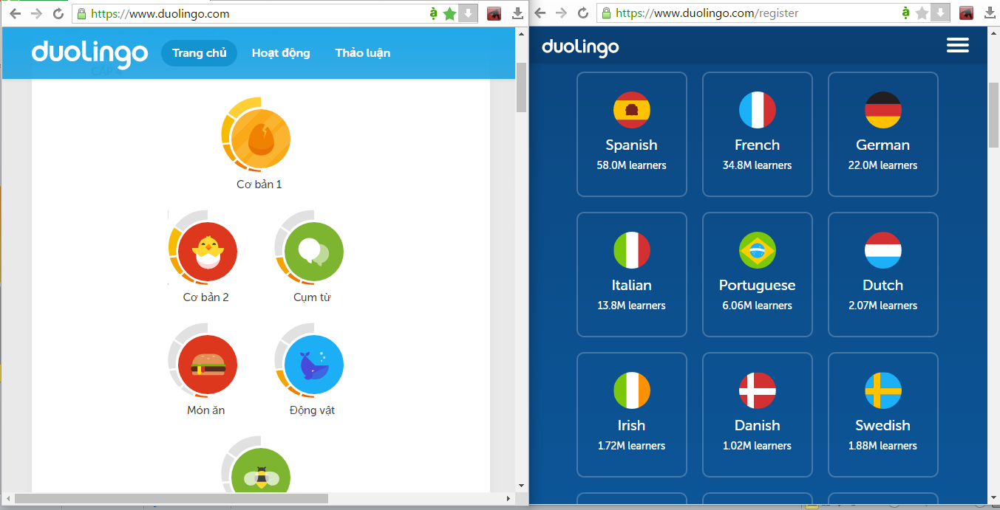 https://www.duolingo.com
duolingo
Trang chủ
Hoạt động
Thảo luận
Cơ bản 1
Cơ bản 2
Cụm từ
Món ăn
Động vật
https://www.duolingo.com/register
duolingo
Spanish
58.0M learners
French
34.8M learners
German
22.0M learners
Italian
13.8M learners
Portuguese
6.06M learners
Dutch
2.07M learners
Irish
1.72M learners
Danish
1.02M learners
Swedish
1.88M learners